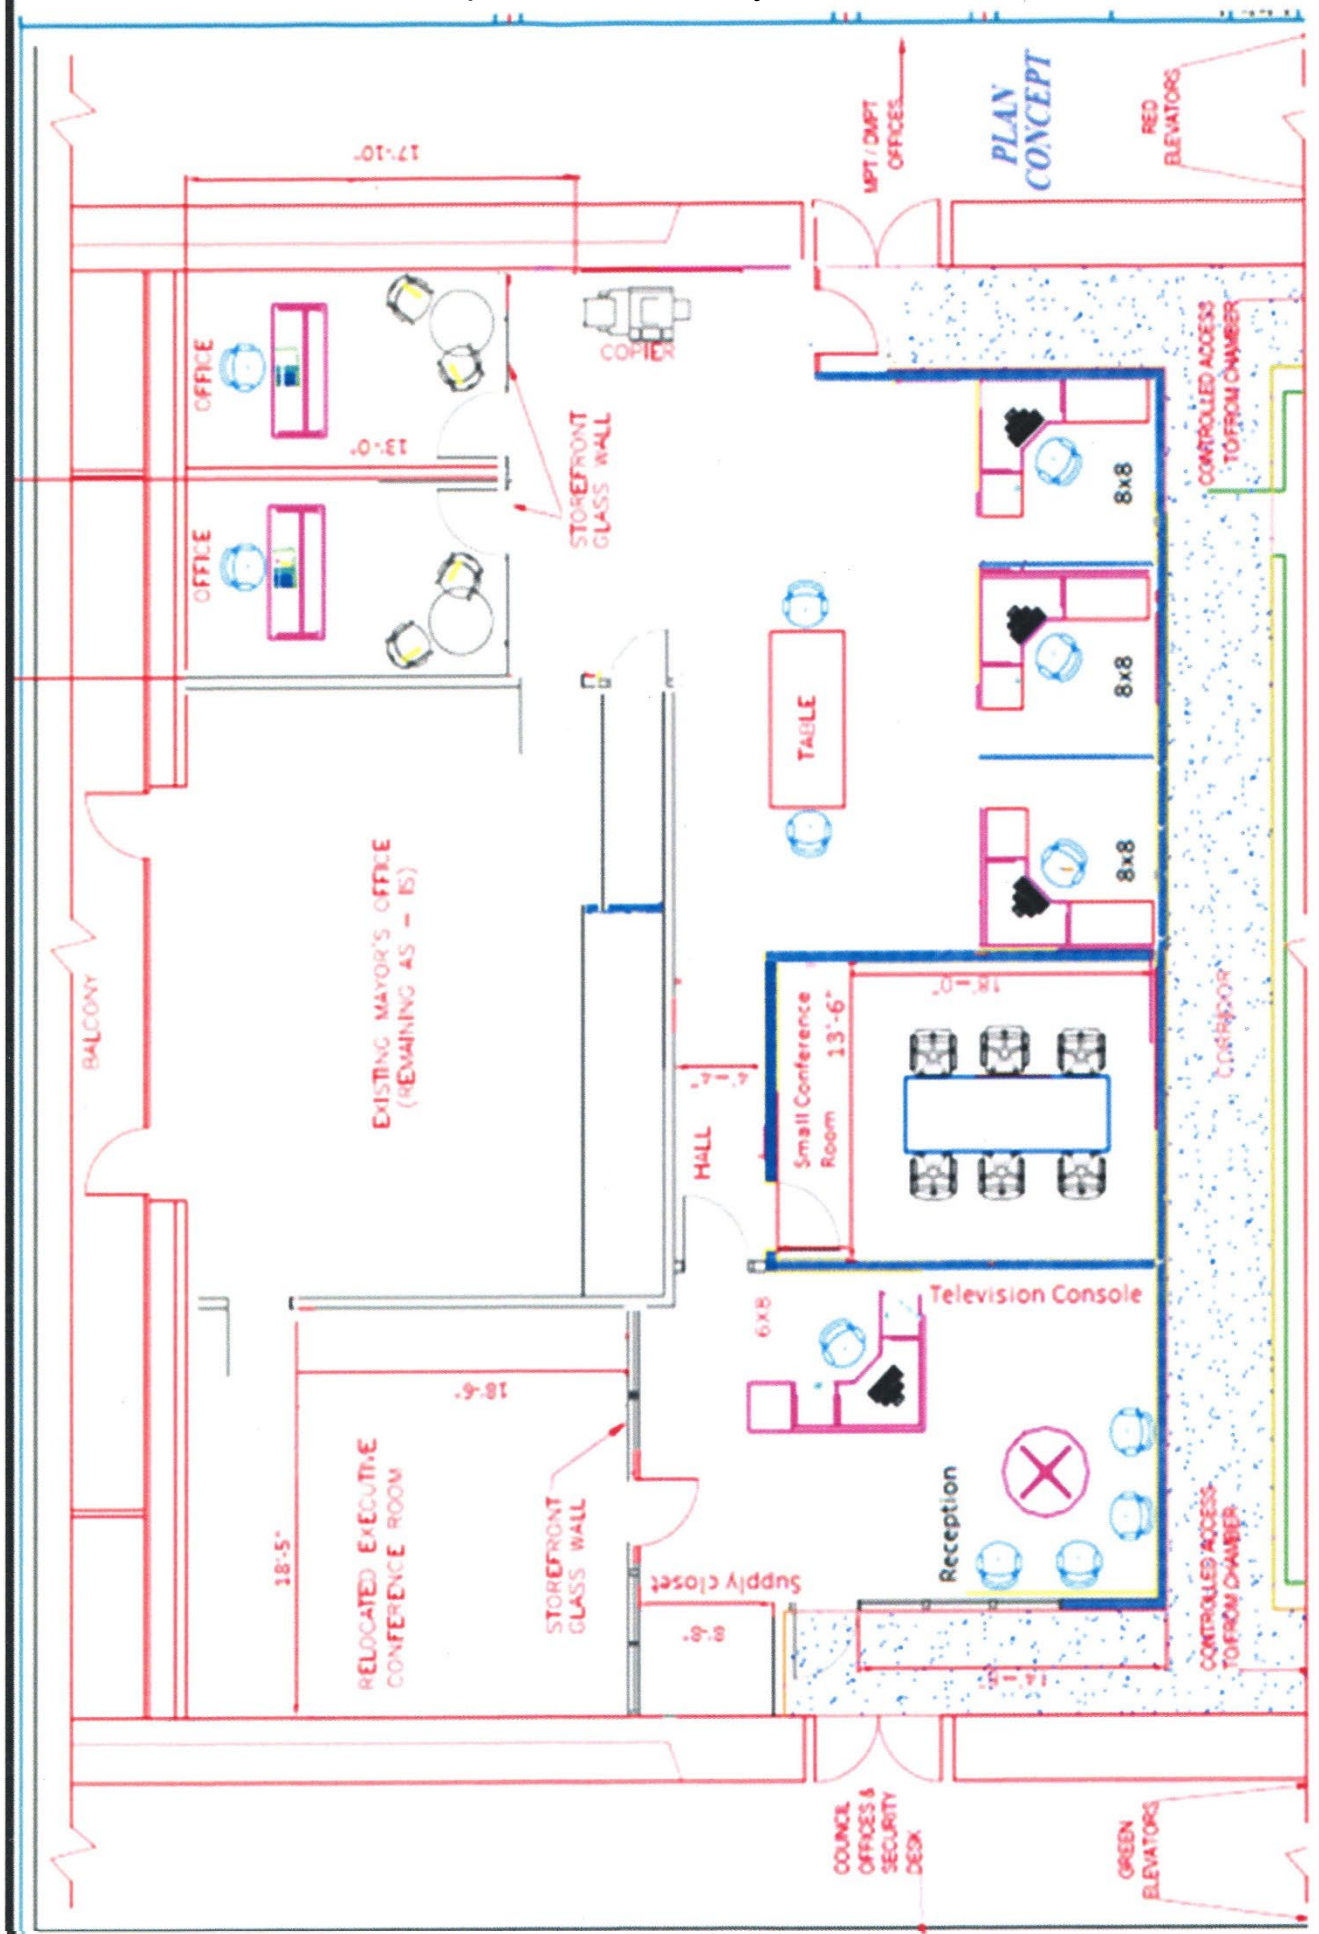 PLAN
CONCEPT
RED
ELEVATORS
MPT / DMPT
OFFICES
17'-10"
CONTROLLED ACCESS
TO/FROM CHAMBER
OFFICE
13'-0"
COPIER
STOREFRONT
GLASS WALL
OFFICE
8x8
8x8
8x8
TABLE
BALCONY
EXISTING MAYOR'S OFFICE
(REMAINING AS - IS)
HALL
4'-4"
Small Conference
Room
13'-6"
18'-0"
CORRIDOR
Television Console
6X8
18'-6"
18'-5"
RELOCATED EXECUTIVE
CONFERENCE ROOM
STOREFRONT
GLASS WALL
Supply closet
8'-8"
Reception
CONTROLLED ACCESS
TO/FROM CHAMBER
COUNCIL
OFFICES &
SECURITY
DESK
GREEN
ELEVATORS